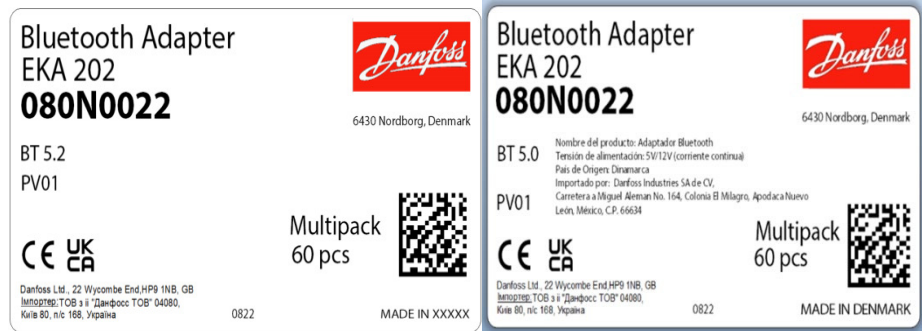 Bluetooth Adapter
EKA 202
080N0022
Danfoss
6430 Nordborg, Denmark
BT 5.2
PV01
Multipack
60 pcs
CE UK CA
Danfoss Ltd., 22 Wycombe End,HP9 1NB, GB
Імпортер: ТОВ з іі "Данфосс ТОВ" 04080,
Київ 80, п/с 168, Україна
0822
MADE IN XXXXX
Bluetooth Adapter
EKA 202
080N0022
Danfoss
6430 Nordborg, Denmark
BT 5.0
PV01
Nombre del producto: Adaptador Bluetooth
Tensión de alimentación: 5V/12V (corriente continua)
País de Origen: Dinamarca
Importado por: Danfoss Industries SA de CV,
Carretera a Miguel Aleman No. 164, Colonia El Milagro, Apodaca Nuevo
León, México, C.P. 66634
Multipack
60 pcs
CE UK CA
Danfoss Ltd., 22 Wycombe End,HP9 1NB, GB
Імпортер: ТОВ з іі "Данфосс ТОВ" 04080,
Київ 80, п/с 168, Україна
0822
MADE IN DENMARK